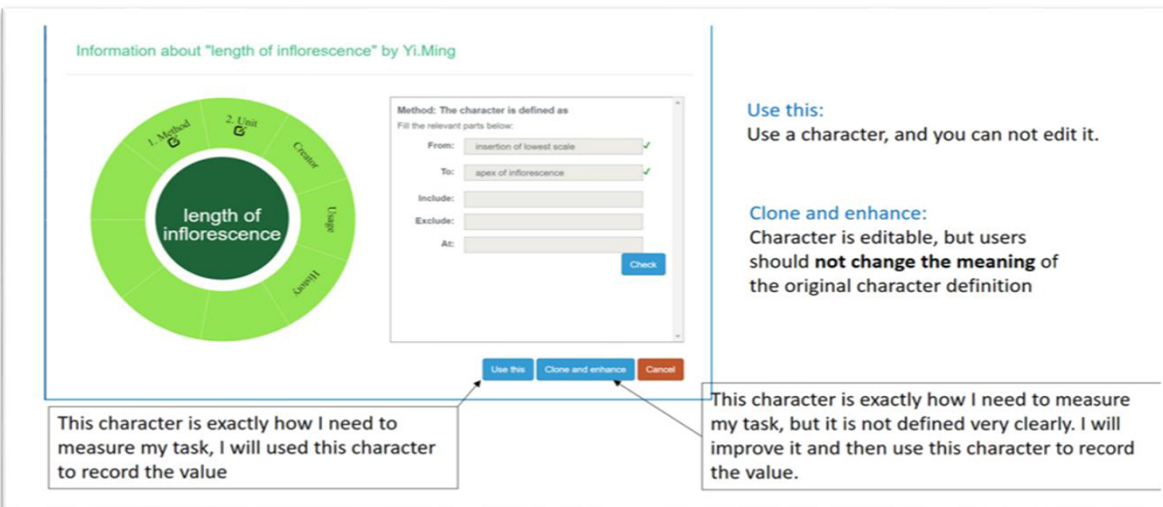 Information about "length of inflorescence" by Yi.Ming
1. Method
2. Unit
Creator
Usage
History
length of
inflorescence
Method: The character is defined as
Fill the relevant parts below:
From: insertion of lowest scale
To: apex of inflorescence
Include:
Exclude:
At:
Check
Use this
Clone and enhance
Cancel
Use this:
Use a character, and you can not edit it.
Clone and enhance:
Character is editable, but users
should not change the meaning of
the original character definition
This character is exactly how I need to
measure my task, I will used this character
to record the value
This character is exactly how I need to measure
my task, but it is not defined very clearly. I will
improve it and then use this character to record
the value.